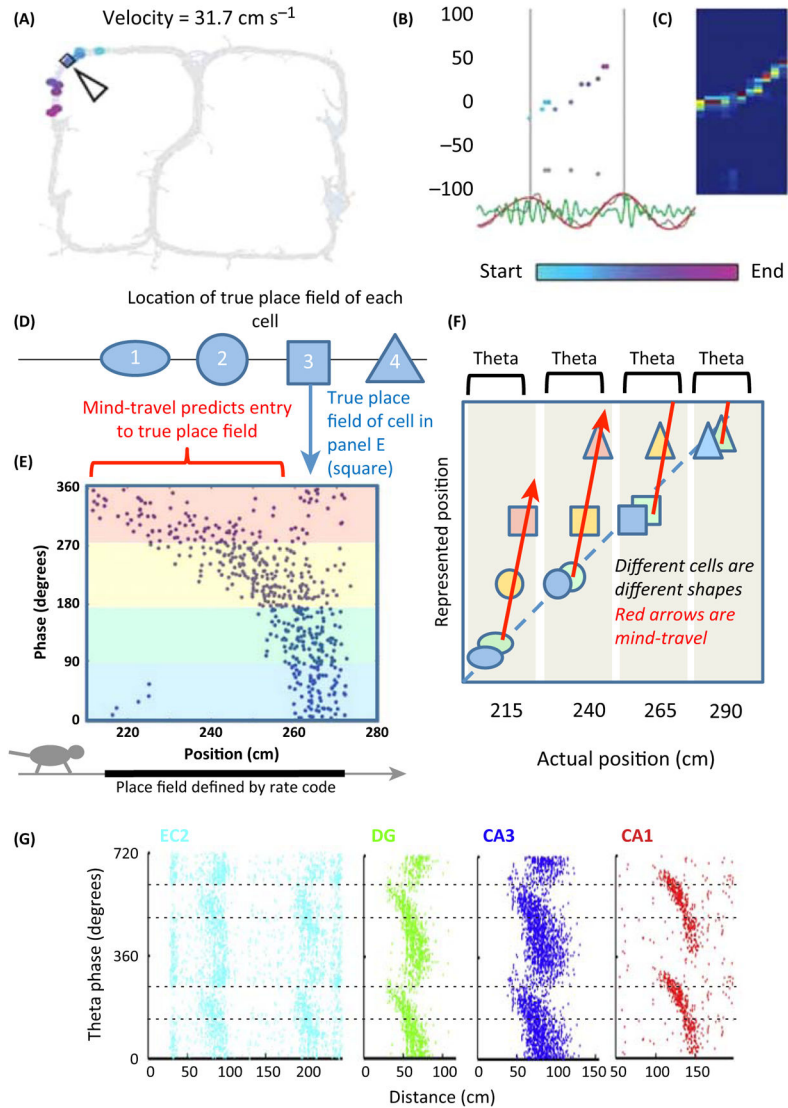 (A)
Velocity = 31.7 cm s⁻¹
(B)
100
50
0
−50
−100
(C)
Start
End
Location of true place field of each
cell
(D)
1
2
3
4
Mind-travel predicts entry
to true place field
True place
field of cell in
panel E
(square)
(E)
Phase (degrees)
360
270
180
90
0
220
240
260
280
Position (cm)
Place field defined by rate code
(F)
Theta
Theta
Theta
Theta
Represented position
Different cells are
different shapes
Red arrows are
mind-travel
215
240
265
290
Actual position (cm)
(G)
EC2
DG
CA3
CA1
Theta phase (degrees)
720
360
0
0
50
100
150
200
0
50
100
0
50
100
150
50
100
150
Distance (cm)